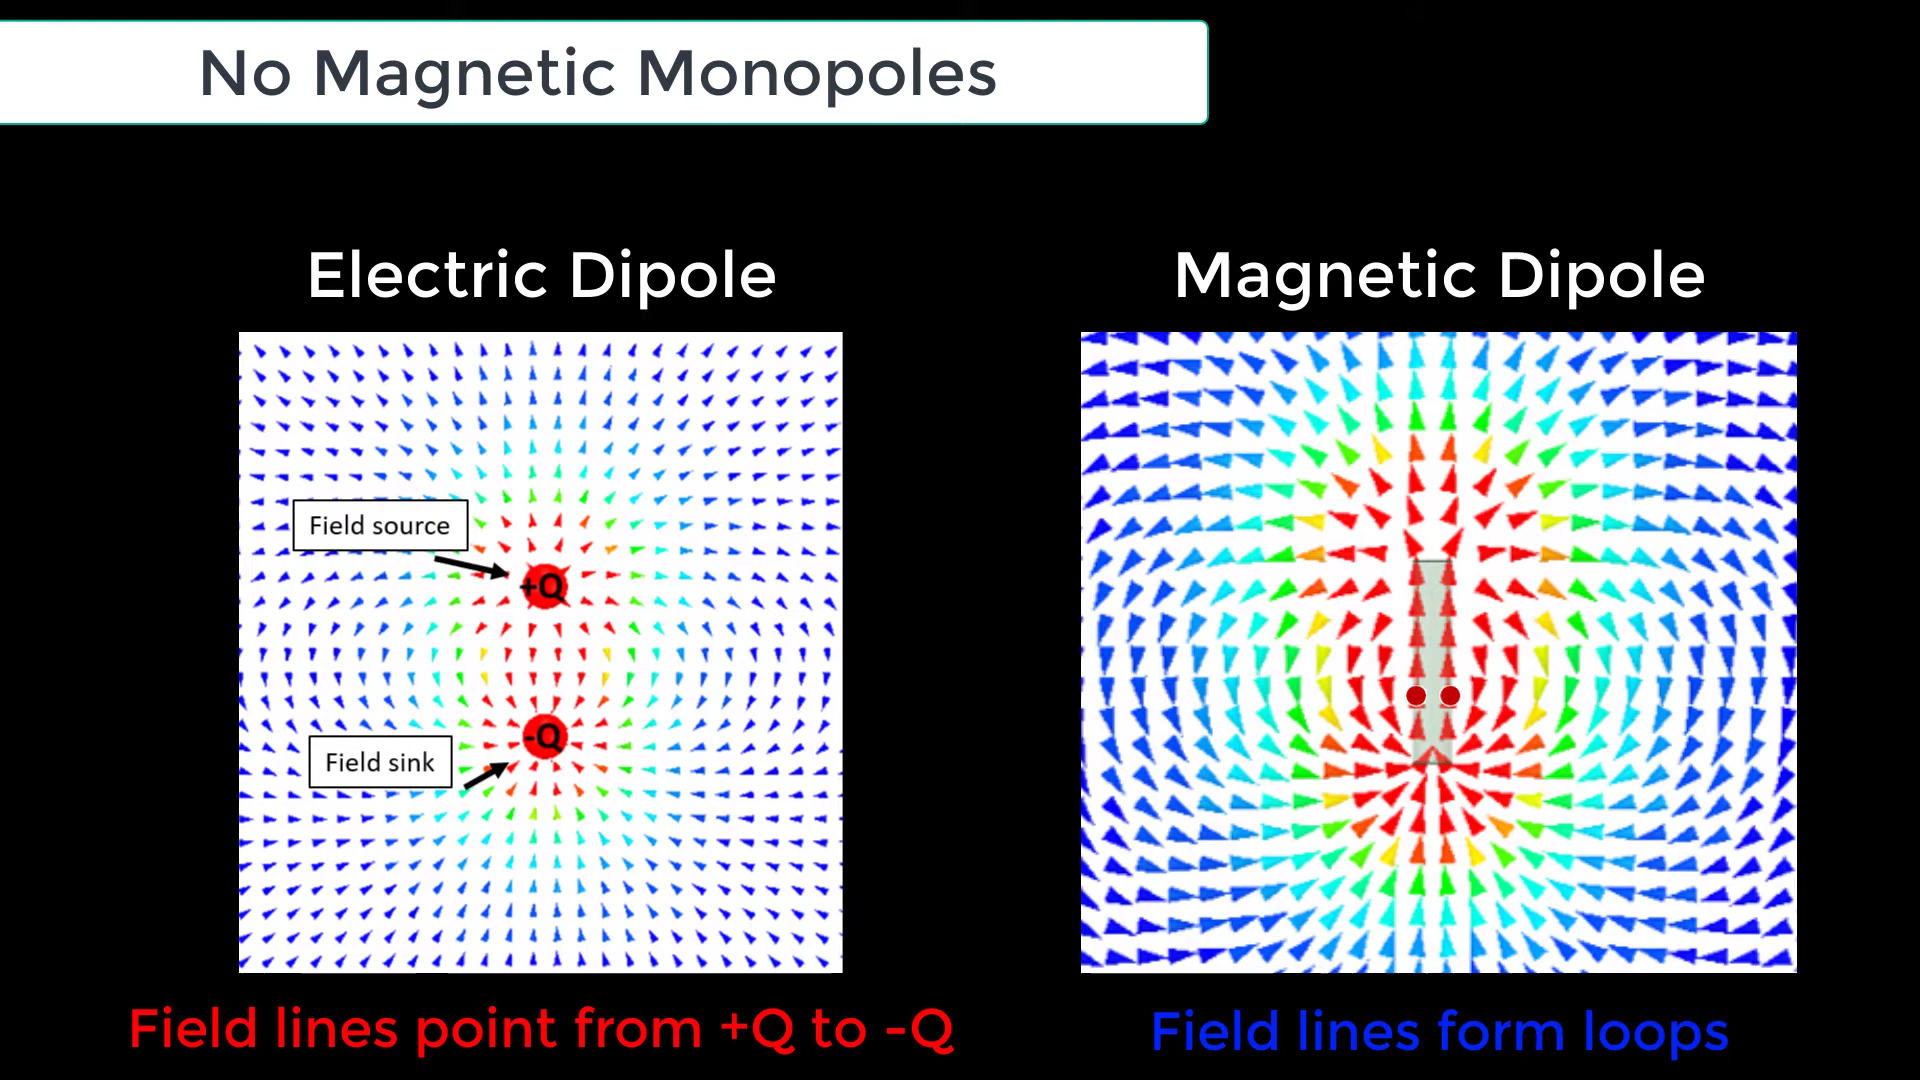 No Magnetic Monopoles
Electric Dipole
Magnetic Dipole
Field source
+Q
-Q
Field sink
Field lines point from +Q to -Q
Field lines form loops